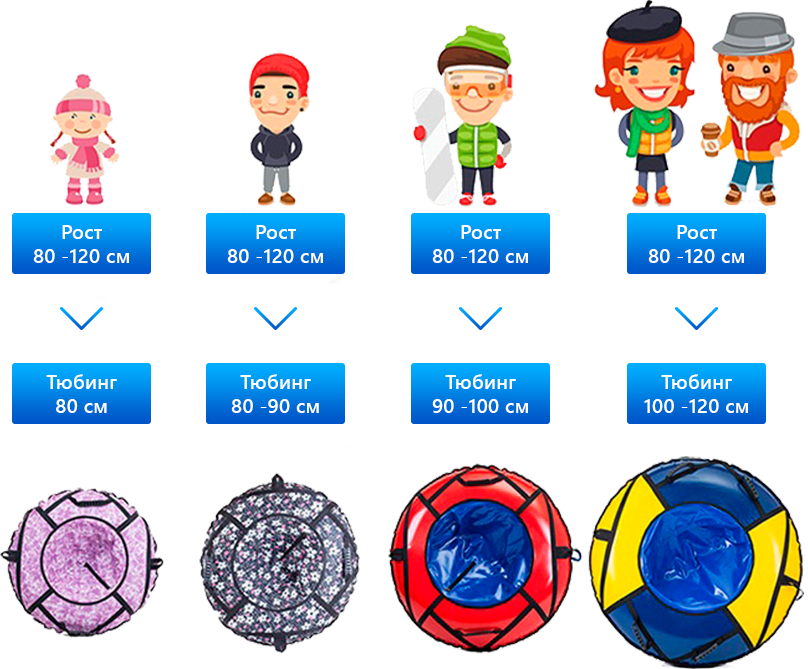 Рост
80 -120 см
Рост
80 -120 см
Рост
80 -120 см
Рост
80 -120 см
Тюбинг
80 см
Тюбинг
80 -90 см
Тюбинг
90 -100 см
Тюбинг
100 -120 см